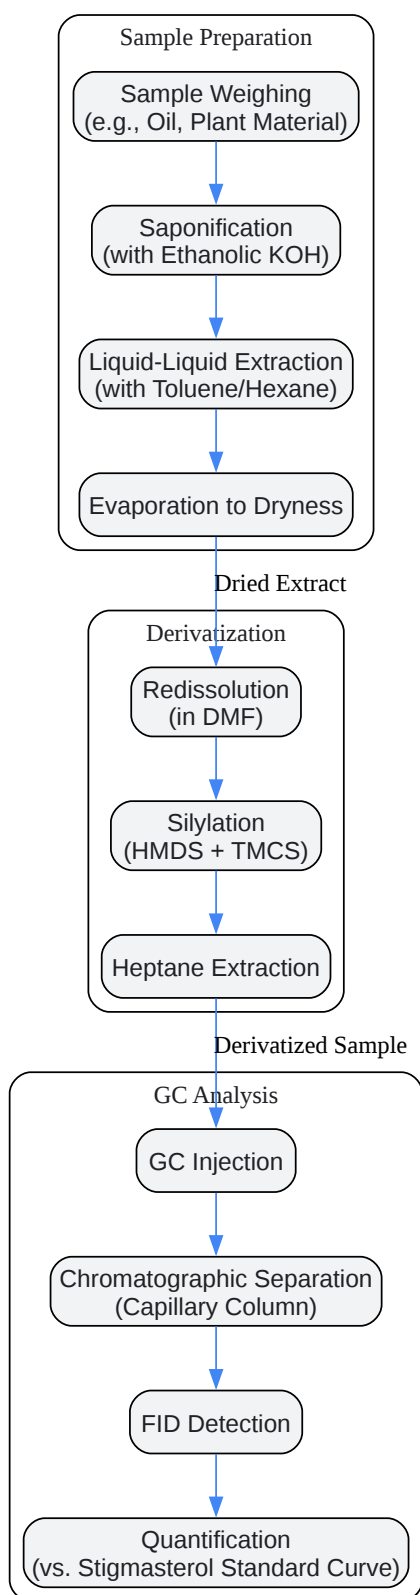 Sample Preparation
Sample Weighing
(e.g., Oil, Plant Material)
Saponification
(with Ethanolic KOH)
Liquid-Liquid Extraction
(with Toluene/Hexane)
Evaporation to Dryness
Dried Extract
Derivatization
Redissolution
(in DMF)
Silylation
(HMDS + TMCS)
Heptane Extraction
Derivatized Sample
GC Analysis
GC Injection
Chromatographic Separation
(Capillary Column)
FID Detection
Quantification
(vs. Stigmasterol Standard Curve)